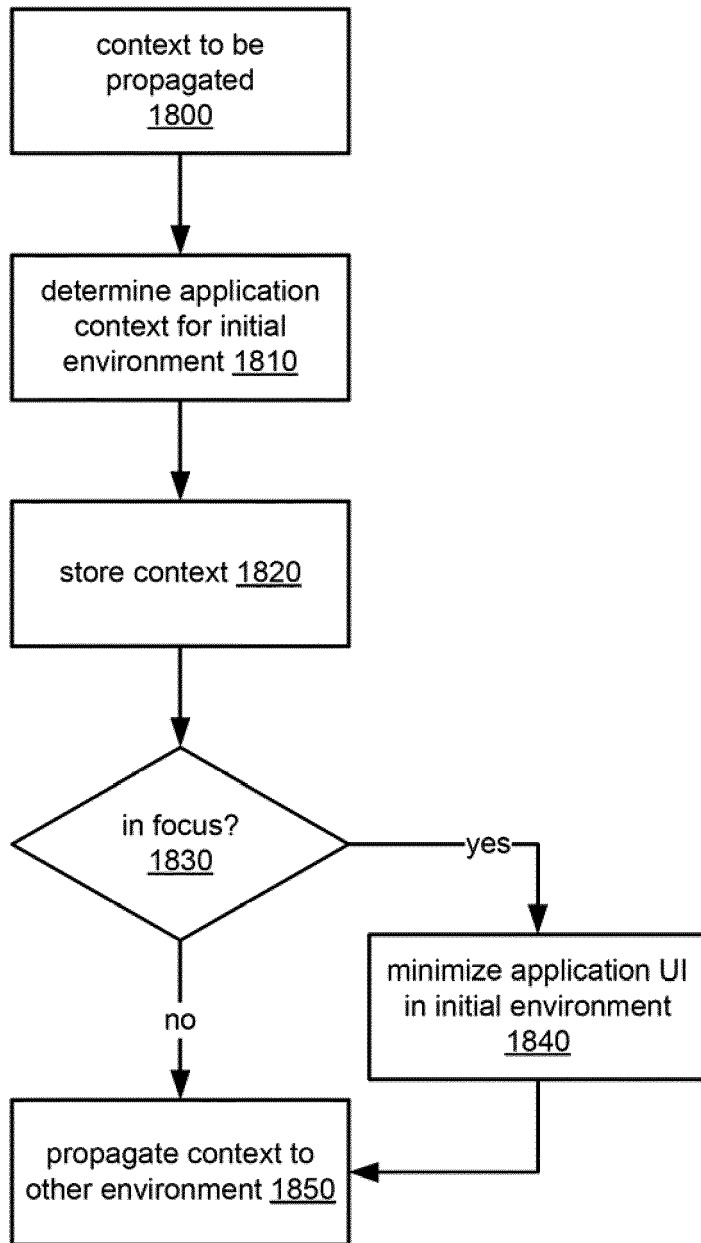 context to be
propagated
1800
determine application
context for initial
environment 1810
store context 1820
in focus?
1830
yes
minimize application UI
in initial environment
1840
no
propagate context to
other environment 1850